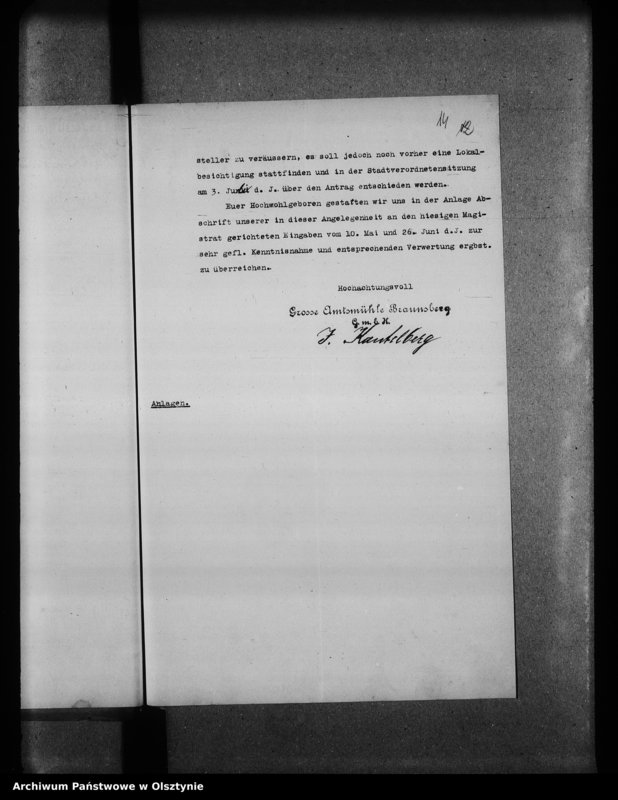 14 12
steller zu veräussern, es soll jedoch noch vorher eine Lokal-
besichtigung stattfinden und in der Stadtverordnetensitzung
am 3. Juli d. J. über den Antrag entschieden werden.
Euer Hochwohlgeboren gestatten wir uns in der Anlage Ab-
schrift unserer in dieser Angelegenheit an den hiesigen Magi-
strat gerichteten Eingaben vom 10. Mai und 26. Juni d.J. zur
sehr gefl. Kenntnisnahme und entsprechenden Verwertung ergbst.
zu überreichen.
Hochachtungsvoll
Grosse Amtsmühle Braunsberg
G.m.b.H.
F. Kantelberg
Anlagen.
Archiwum Państwowe w Olsztynie